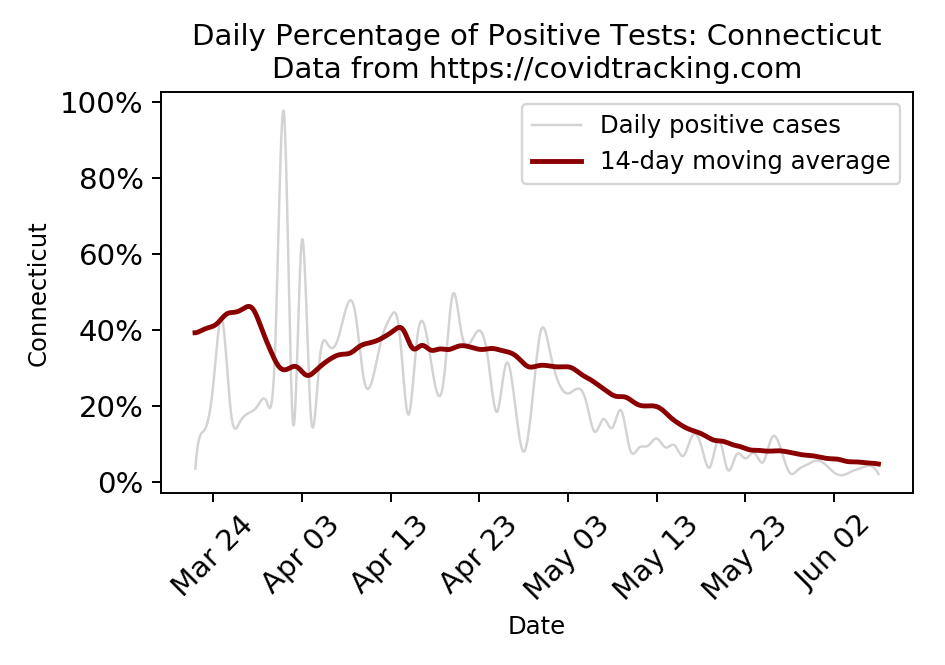 Daily Percentage of Positive Tests: Connecticut
Data from https://covidtracking.com
100%
80%
60%
40%
20%
0%
Connecticut
Daily positive cases
14-day moving average
Mar 24
Apr 03
Apr 13
Apr 23
May 03
May 13
May 23
Jun 02
Date